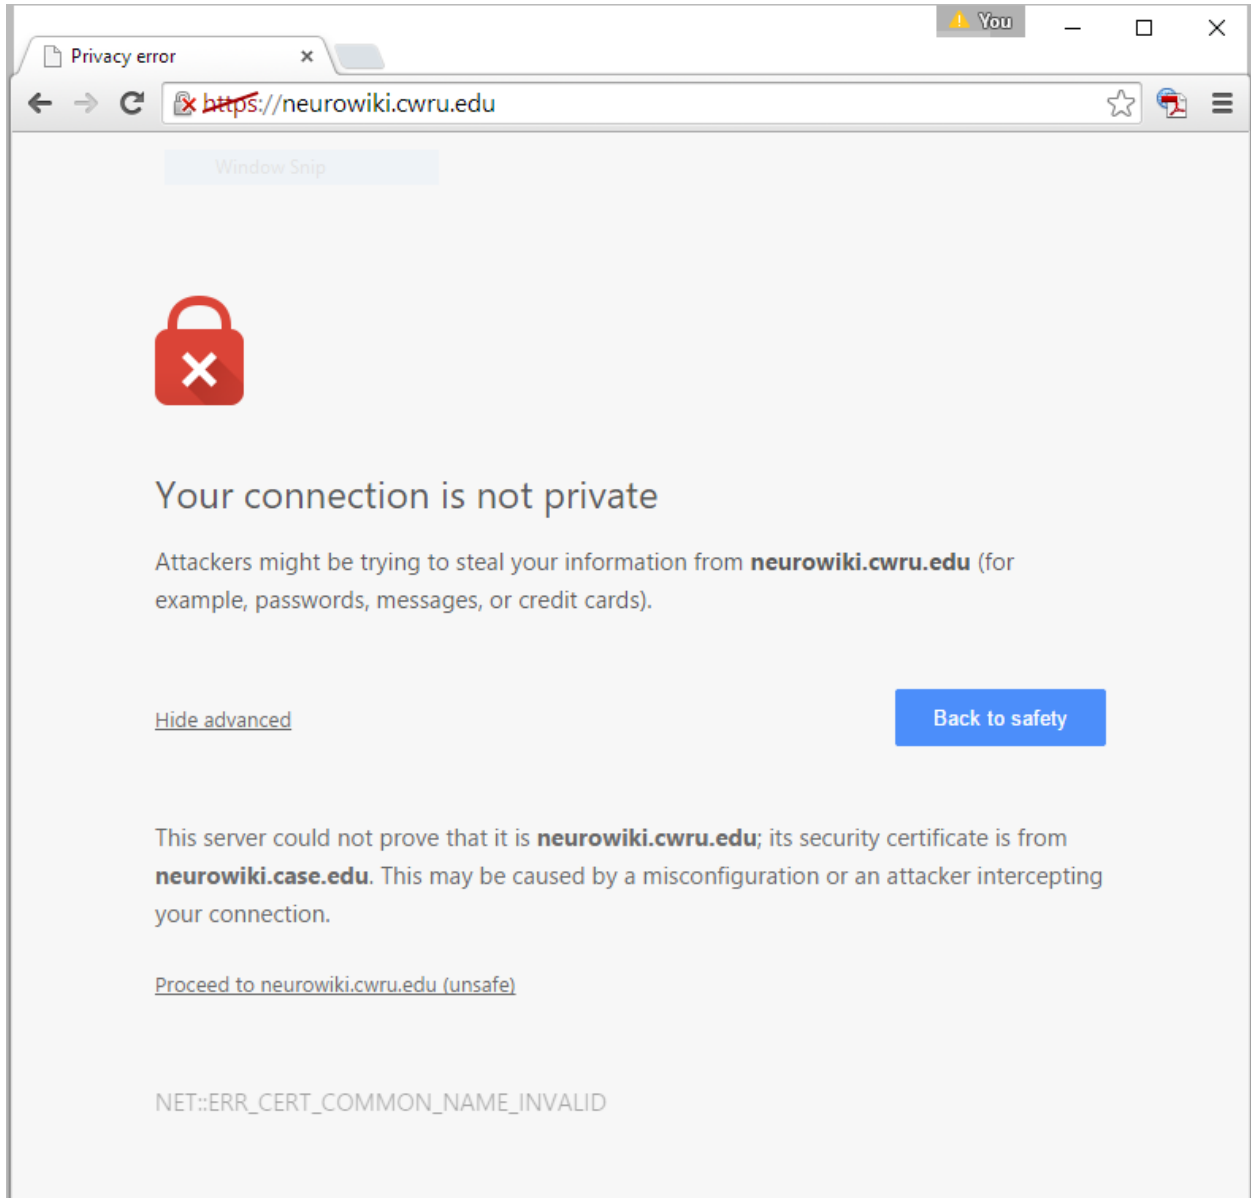 You
Privacy error
https://neurowiki.cwru.edu
Window Snip
Your connection is not private
Attackers might be trying to steal your information from neurowiki.cwru.edu (for
example, passwords, messages, or credit cards).
Hide advanced
Back to safety
This server could not prove that it is neurowiki.cwru.edu; its security certificate is from
neurowiki.case.edu. This may be caused by a misconfiguration or an attacker intercepting
your connection.
Proceed to neurowiki.cwru.edu (unsafe)
NET::ERR_CERT_COMMON_NAME_INVALID